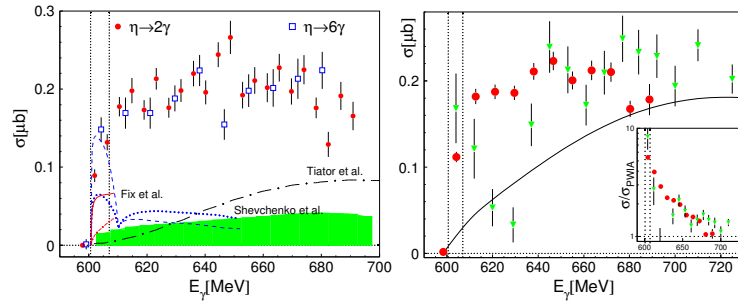 η→2γ η→6γ
σ[μb]
0.3
0.2
0.1
0
Tiator et al.
Fix et al.
Shevchenko et al.
600 620 640 660 680 700
E_γ[MeV]
σ[μb]
0.2
0.1
0
600 620 640 660 680 700 720
E_γ[MeV]
σ/σ_PWIA
10
1
600 650 700